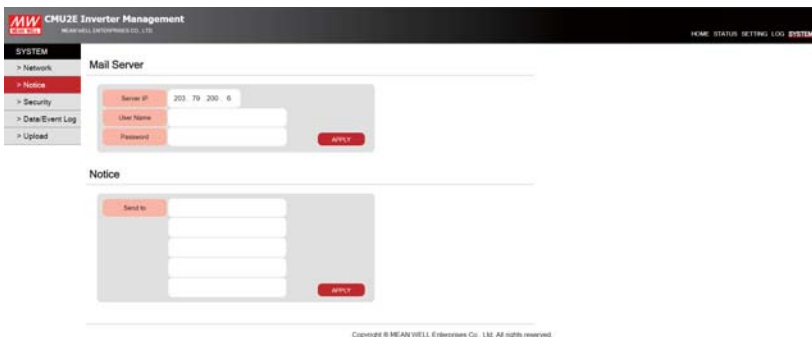 MW
MEAN WELL
CMU2E Inverter Management
MEAN WELL ENTERPRISES CO., LTD.
HOME STATUS SETTING LOG SYSTEM
SYSTEM
> Network
> Notice
> Security
> Data/Event Log
> Upload
Mail Server
Server IP 203 79 200 6
User Name
Password
APPLY
Notice
Send to
APPLY
Copyright © MEAN WELL Enterprises Co., Ltd. All rights reserved.